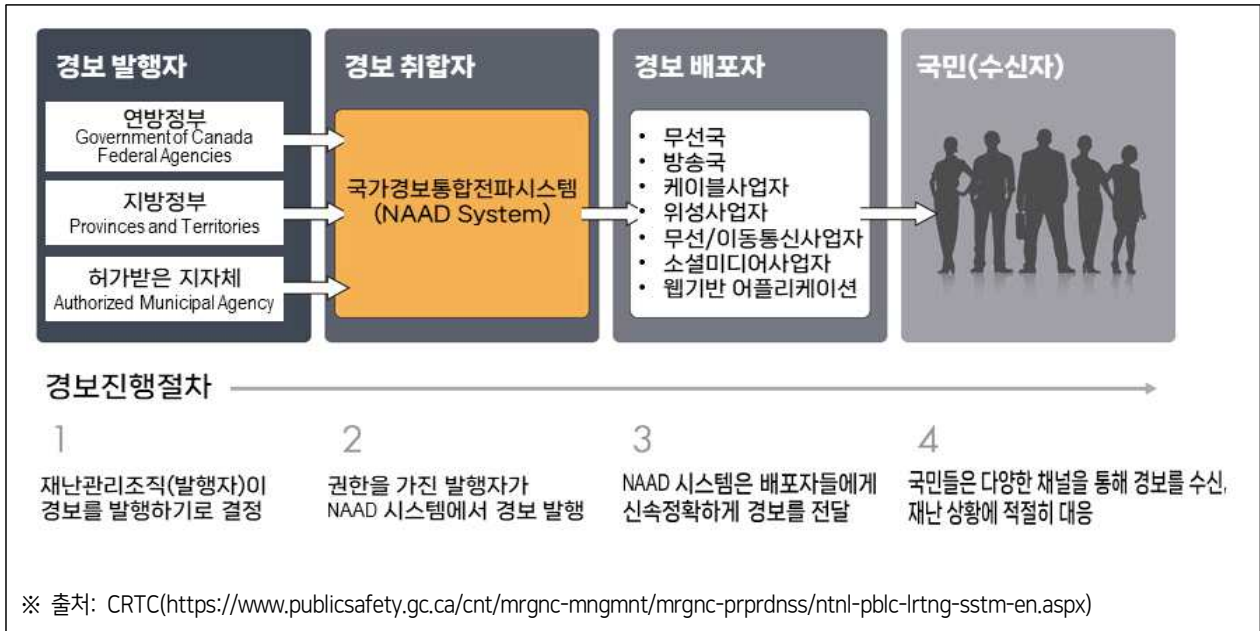 경보 발행자
연방정부
Government of Canada
Federal Agencies
지방정부
Provinces and Territories
허가받은 지자체
Authorized Municipal Agency
경보 취합자
국가경보통합전파시스템
(NAAD System)
경보 배포자
• 무선국
• 방송국
• 케이블사업자
• 위성사업자
• 무선/이동통신사업자
• 소셜미디어사업자
• 웹기반 어플리케이션
국민(수신자)
경보진행절차
1
재난관리조직(발행자)이
경보를 발행하기로 결정
2
권한을 가진 발행자가
NAAD 시스템에서 경보 발행
3
NAAD 시스템은 배포자들에게
신속정확하게 경보를 전달
4
국민들은 다양한 채널을 통해 경보를 수신,
재난 상황에 적절히 대응
※ 출처: CRTC(https://www.publicsafety.gc.ca/cnt/mrgnc-mngmnt/mrgnc-prprdnss/ntnl-pblc-lrtng-sstm-en.aspx)